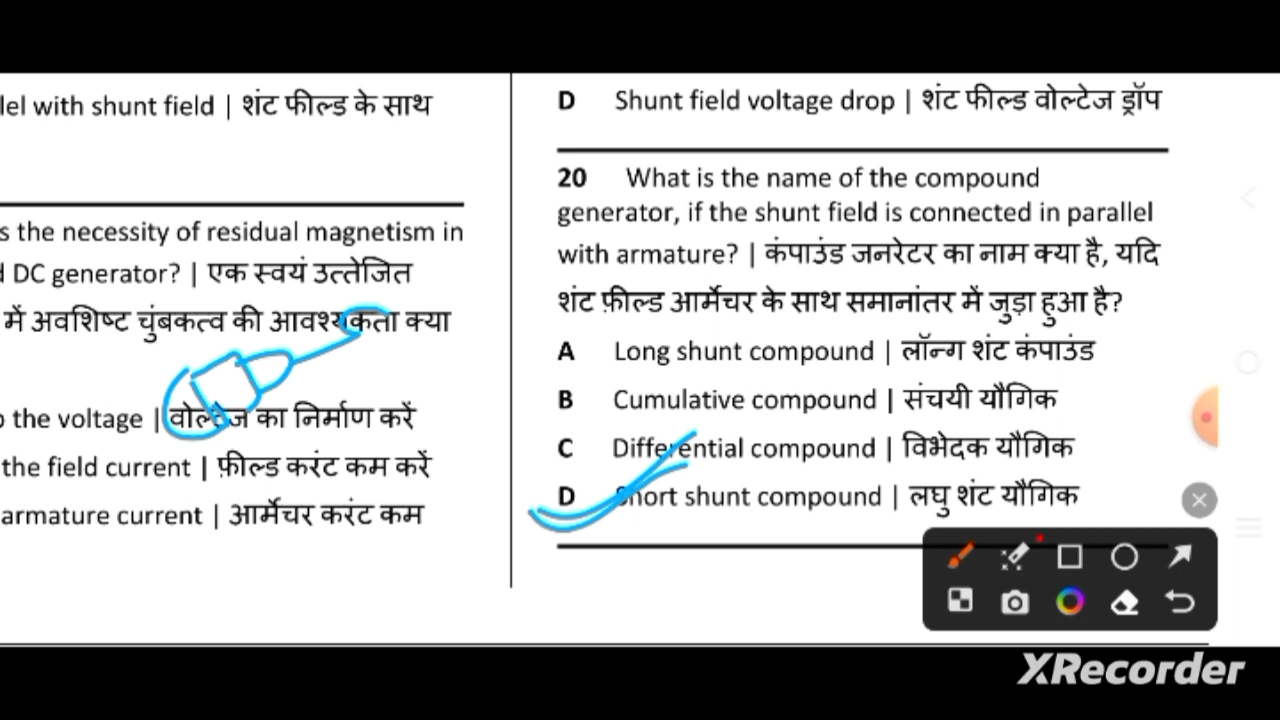 lel with shunt field | शंट फील्ड के साथ
s the necessity of residual magnetism in
DC generator? | एक स्वयं उत्तेजित
में अवशिष्ट चुंबकत्व की आवश्यकता क्या
the voltage | वोल्टेज का निर्माण करें
the field current | फ़ील्ड करंट कम करें
armature current | आर्मेचर करंट कम
D Shunt field voltage drop | शंट फील्ड वोल्टेज ड्रॉप
20 What is the name of the compound
generator, if the shunt field is connected in parallel
with armature? | कंपाउंड जनरेटर का नाम क्या है, यदि
शंट फ़ील्ड आर्मेचर के साथ समानांतर में जुड़ा हुआ है?
A Long shunt compound | लॉन्ग शंट कंपाउंड
B Cumulative compound | संचयी यौगिक
C Differential compound | विभेदक यौगिक
D Short shunt compound | लघु शंट यौगिक
XRecorder